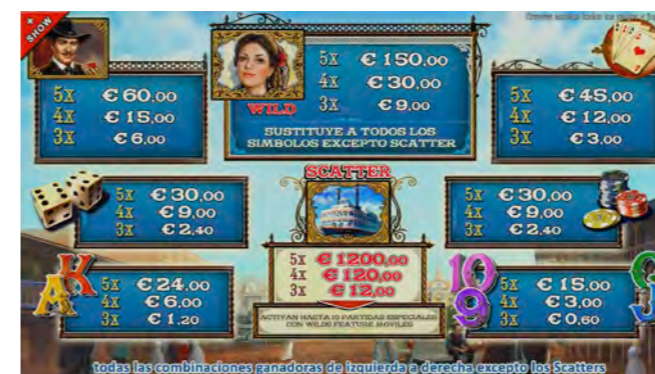 SHOW
5X € 60,00
4X € 15,00
3X € 6,00
WILD
5X € 150,00
4X € 30,00
3X € 9,00
SUSTITUYE A TODOS LOS
SIMBOLOS EXCEPTO SCATTER
5X € 45,00
4X € 12,00
3X € 3,00
5X € 30,00
4X € 9,00
3X € 2,40
SCATTER
5X € 1200,00
4X € 120,00
3X € 12,00
ACTIVAN HASTA 10 PARTIDAS ESPECIALES
CON WILDS FEATURE MOVILES
5X € 30,00
4X € 9,00
3X € 2,40
A K
5X € 24,00
4X € 6,00
3X € 1,20
10
9
5X € 15,00
4X € 3,00
3X € 0,60
Q
J
todas las combinaciones ganadoras de izquierda a derecha excepto los Scatters